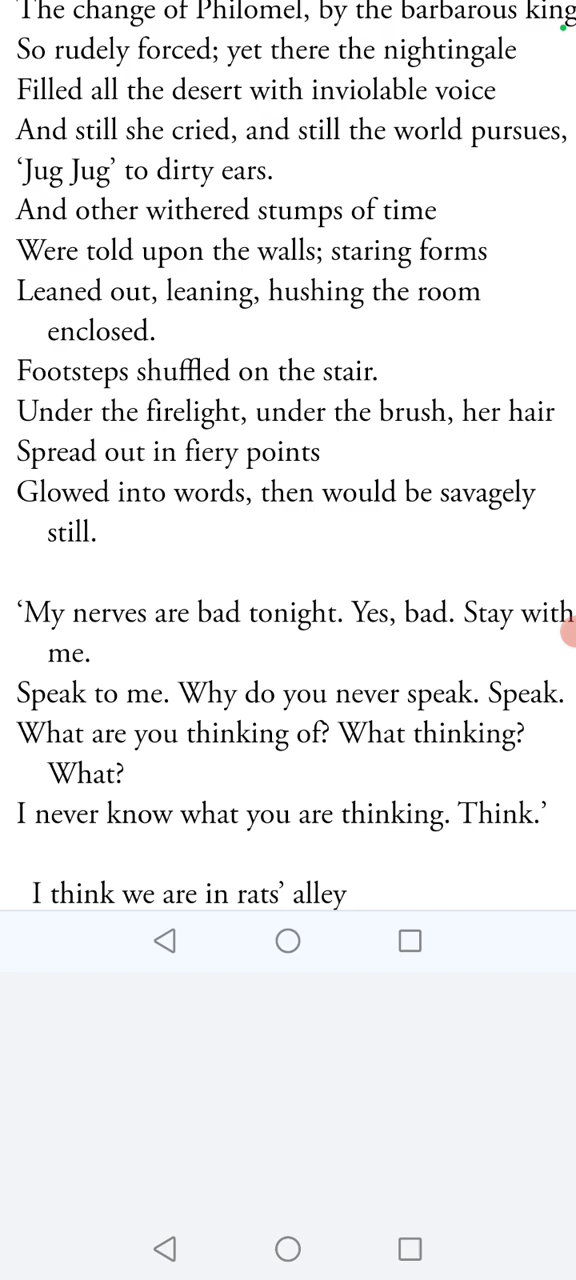 The change of Philomel, by the barbarous king
So rudely forced; yet there the nightingale
Filled all the desert with inviolable voice
And still she cried, and still the world pursues,
‘Jug Jug’ to dirty ears.
And other withered stumps of time
Were told upon the walls; staring forms
Leaned out, leaning, hushing the room
enclosed.
Footsteps shuffled on the stair.
Under the firelight, under the brush, her hair
Spread out in fiery points
Glowed into words, then would be savagely
still.
‘My nerves are bad tonight. Yes, bad. Stay with
me.
Speak to me. Why do you never speak. Speak.
What are you thinking of? What thinking?
What?
I never know what you are thinking. Think.’
I think we are in rats’ alley